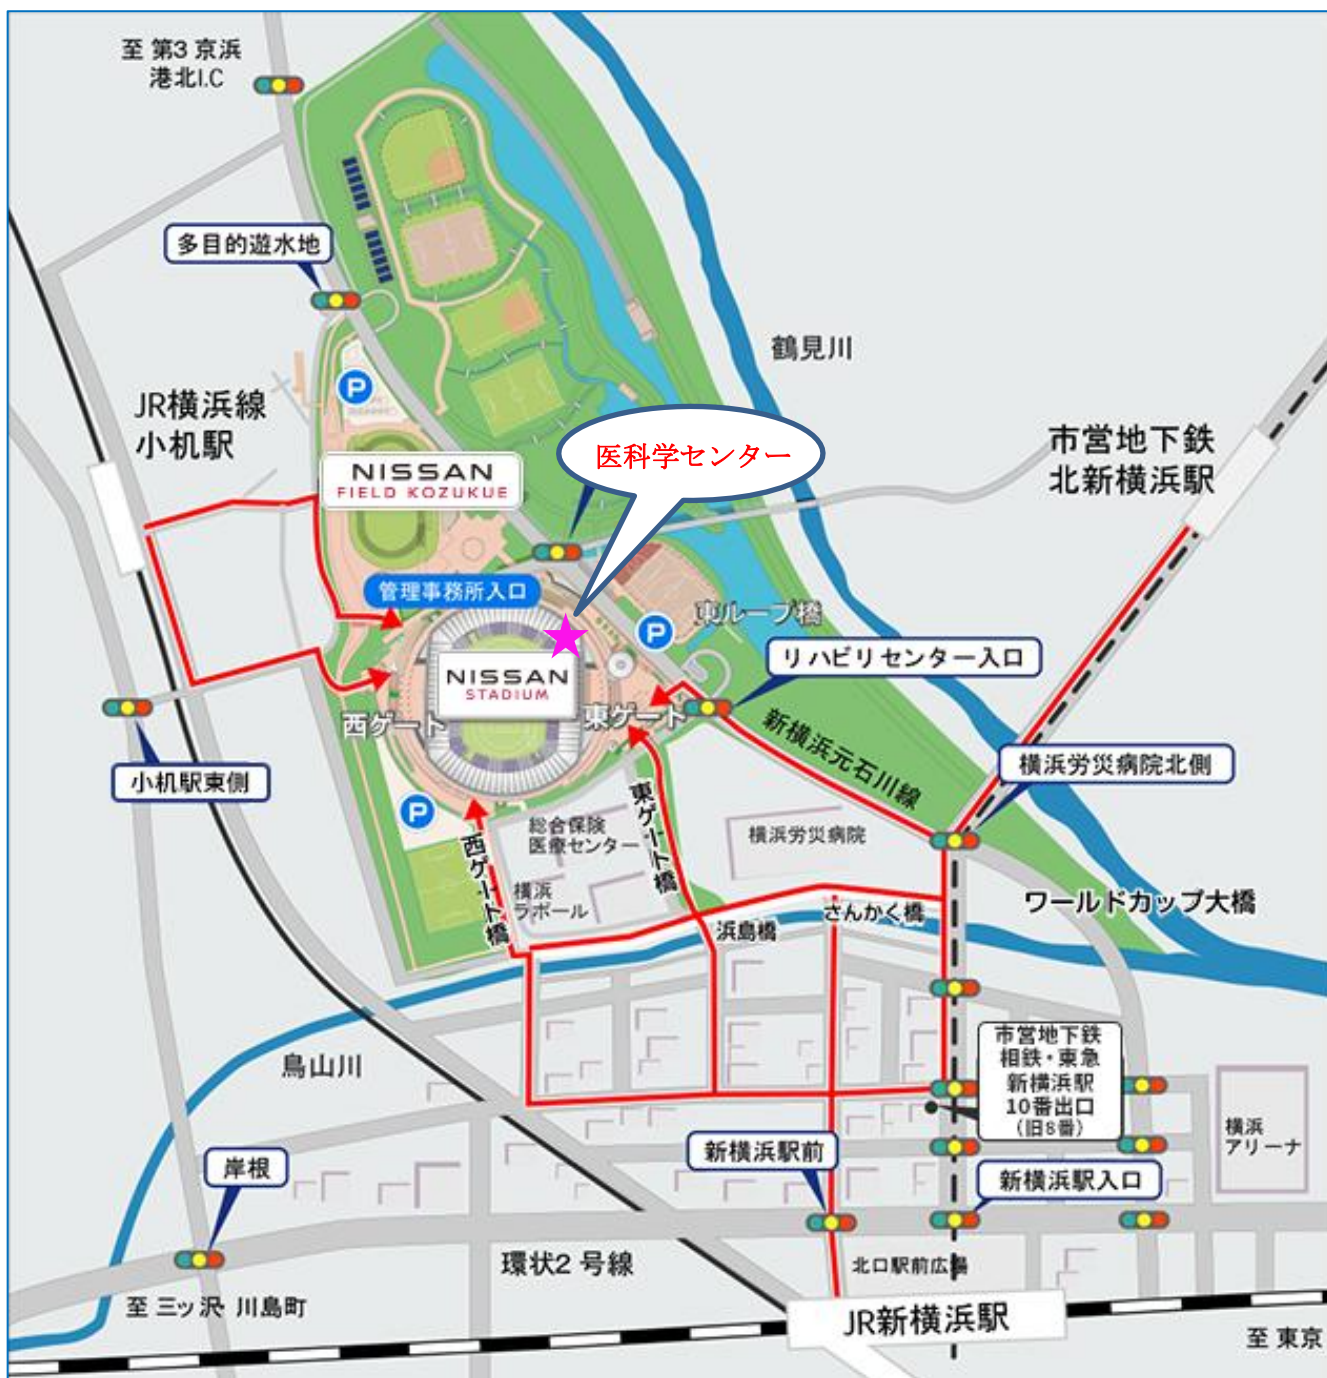 至 第3 京浜
港北I.C
多目的遊水地
鶴見川
P
JR横浜線
小机駅
市営地下鉄
北新横浜駅
医科学センター
NISSAN
FIELD KOZUKUE
管理事務所入口
東ループ橋
P
リハビリセンター入口
NISSAN
STADIUM
西ゲート
東ゲート
新横浜元石川線
横浜労災病院北側
小机駅東側
P
東ゲート橋
西ゲート橋
総合保険
医療センター
横浜労災病院
横浜
ラポール
さんかく橋
浜島橋
ワールドカップ大橋
鳥山川
市営地下鉄
相鉄・東急
新横浜駅
10番出口
(旧8番)
横浜
アリーナ
新横浜駅前
岸根
新横浜駅入口
環状2 号線
北口駅前広場
至 三ッ沢 川島町
JR新横浜駅
至 東京